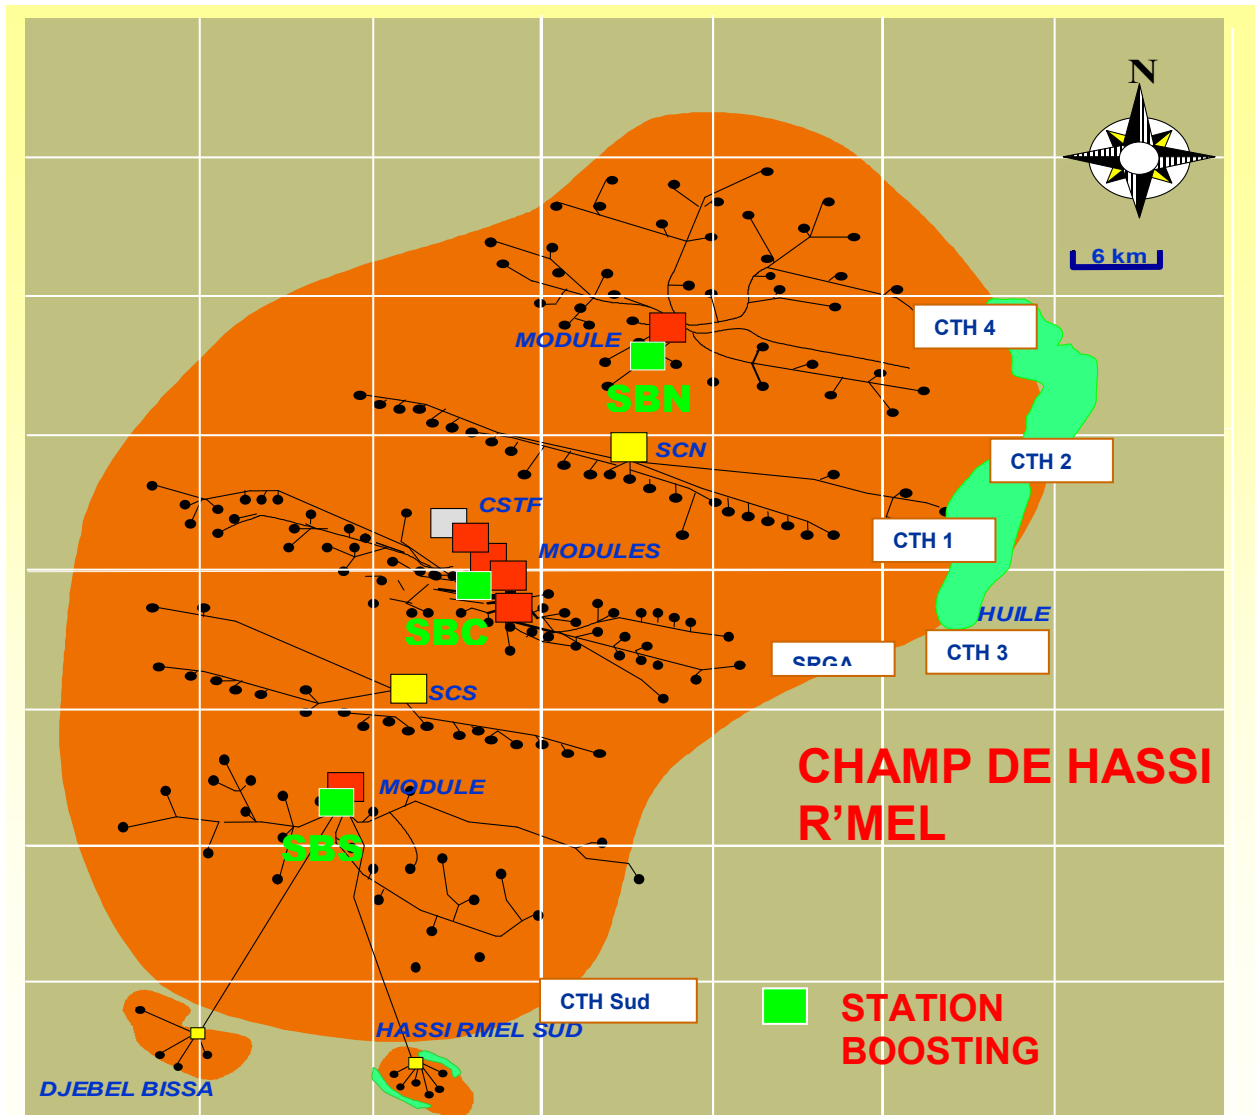 N
6 km
CTH 4
MODULE
SBN
SCN
CTH 2
CSTF
CTH 1
MODULES
HUILE
SBC
CTH 3
SRGA
SCS
CHAMP DE HASSI
R’MEL
MODULE
SBS
CTH Sud
STATION
BOOSTING
HASSI RMEL SUD
DJEBEL BISSA